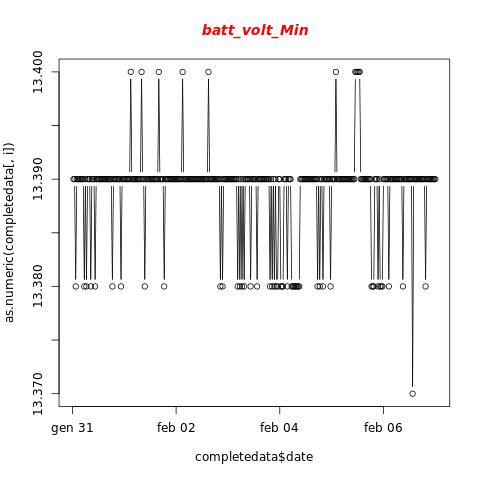 batt_volt_Min
as.numeric(completedata[, i])
13.400
13.390
13.380
13.370
gen 31
feb 02
feb 04
feb 06
completedata$date